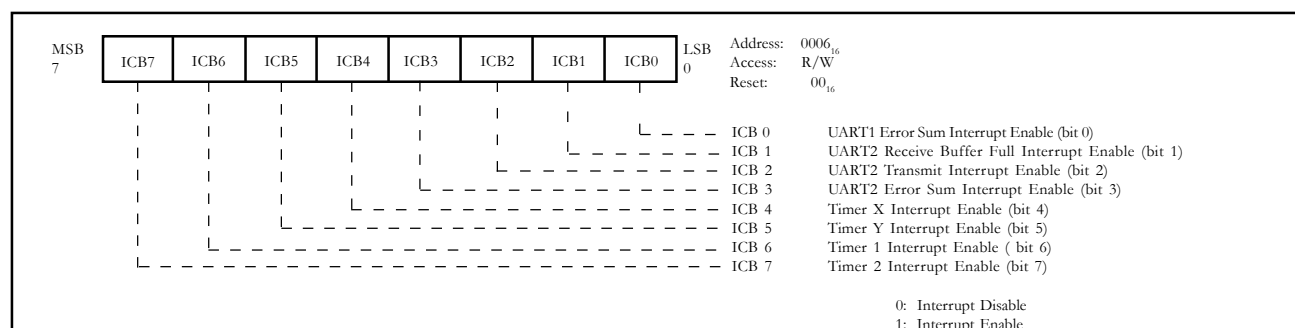 MSB ICB7 ICB6 ICB5 ICB4 ICB3 ICB2 ICB1 ICB0 LSB
7 0
Address: 0006₁₆
Access: R/W
Reset: 00₁₆
ICB 0 UART1 Error Sum Interrupt Enable (bit 0)
ICB 1 UART2 Receive Buffer Full Interrupt Enable (bit 1)
ICB 2 UART2 Transmit Interrupt Enable (bit 2)
ICB 3 UART2 Error Sum Interrupt Enable (bit 3)
ICB 4 Timer X Interrupt Enable (bit 4)
ICB 5 Timer Y Interrupt Enable (bit 5)
ICB 6 Timer 1 Interrupt Enable ( bit 6)
ICB 7 Timer 2 Interrupt Enable (bit 7)
0: Interrupt Disable
1: Interrupt Enable